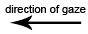 direction of gaze